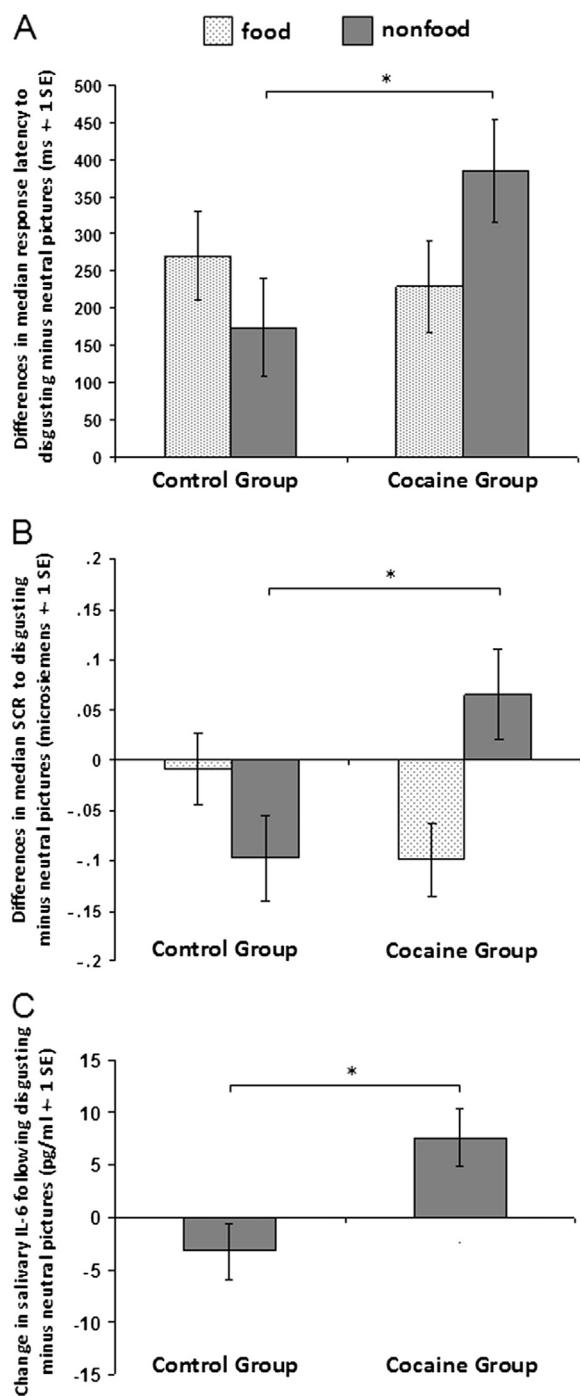 A
food nonfood
Differences in median response latency to
disgusting minus neutral pictures (ms +- 1 SE)
500
450
400
350
300
250
200
150
100
50
0
*
Control Group Cocaine Group
B
Differences in median SCR to disgusting
minus neutral pictures (microsiemens +- 1 SE)
.2
.15
.1
.05
0
-.05
-.1
-.15
-.2
*
Control Group Cocaine Group
C
Change in salivary IL-6 following disgusting
minus neutral pictures (pg/ml +- 1 SE)
15
10
5
0
-5
-10
-15
*
Control Group Cocaine Group